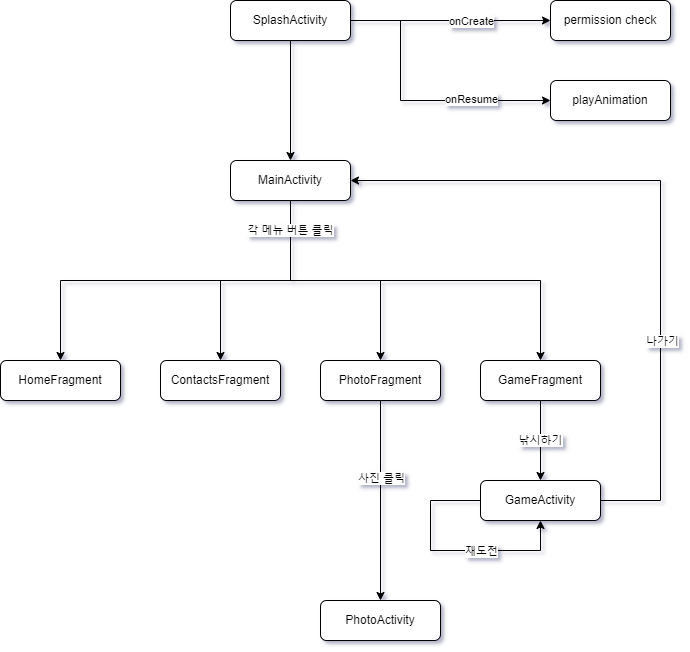 SplashActivity
onCreate
permission check
onResume
playAnimation
MainActivity
각 메뉴 버튼 클릭
나가기
HomeFragment
ContactsFragment
PhotoFragment
GameFragment
낚시하기
사진 클릭
GameActivity
재도전
PhotoActivity